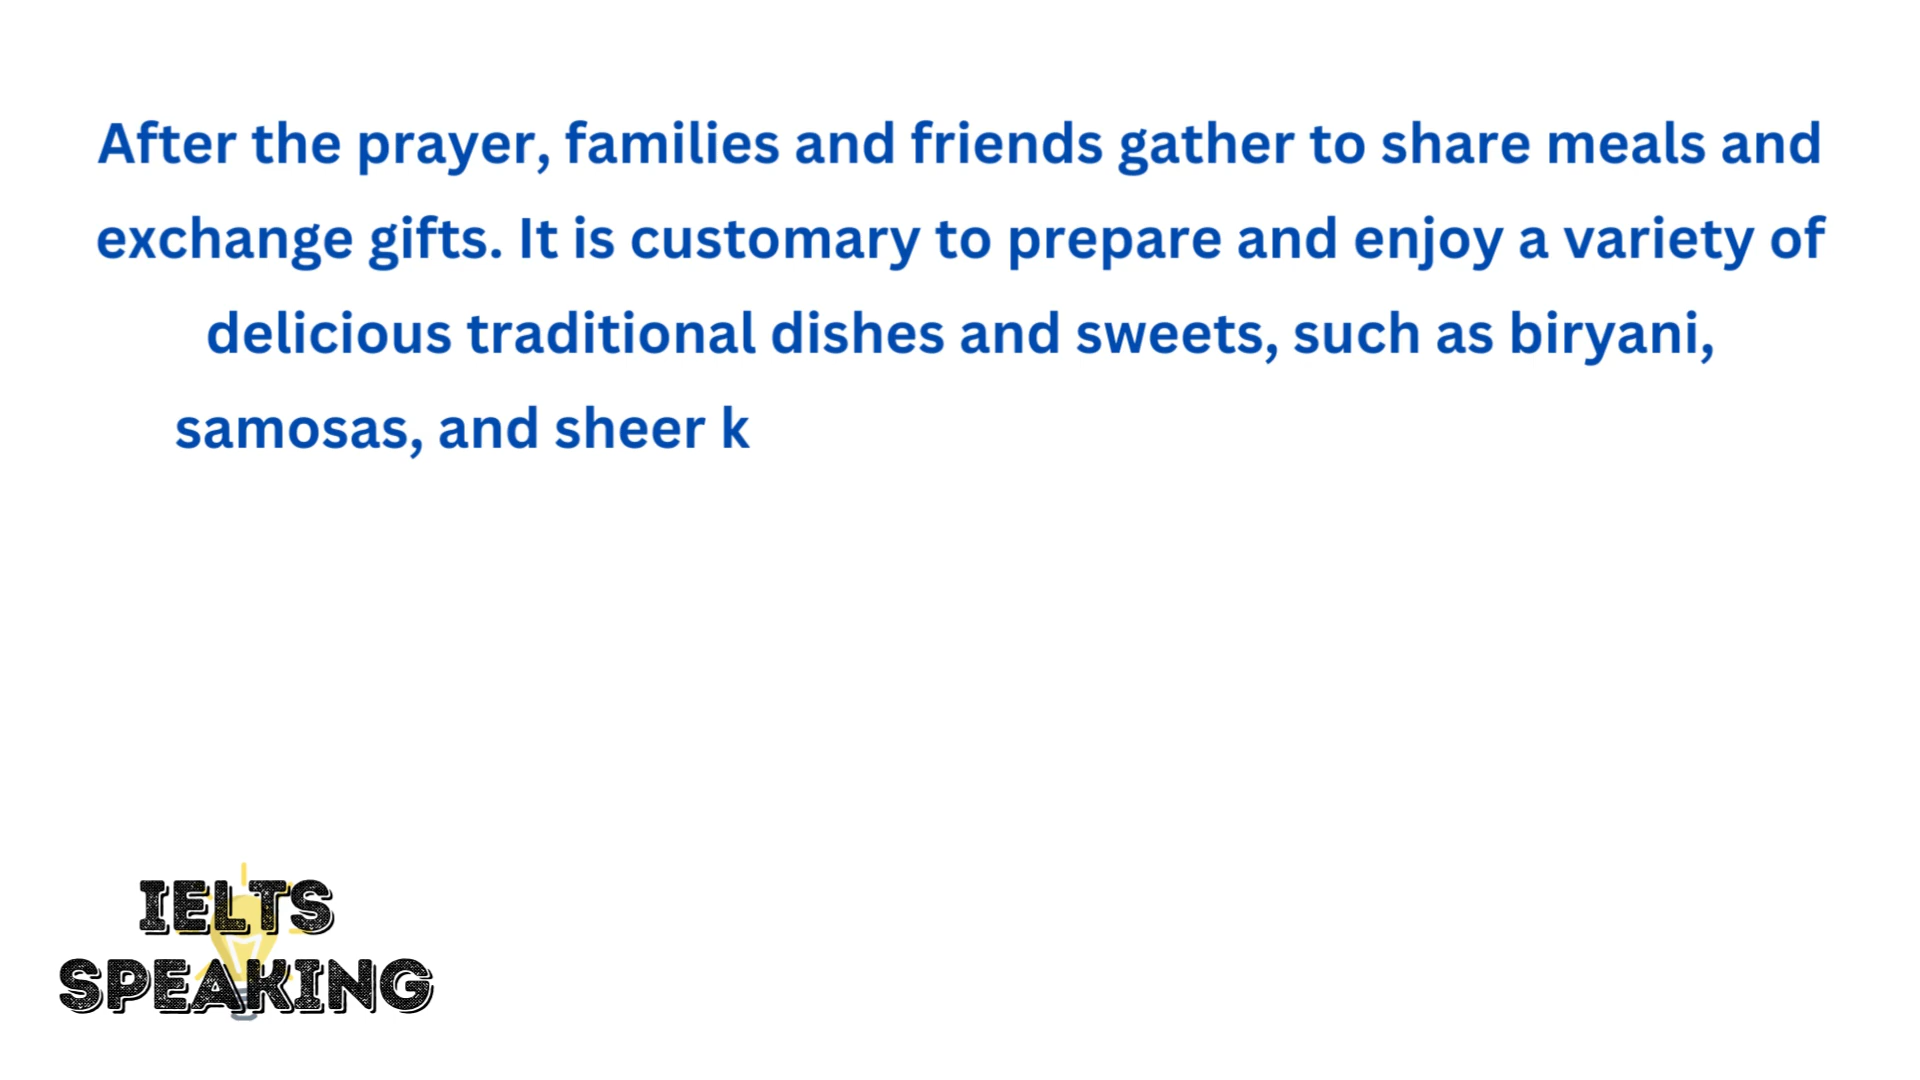 After the prayer, families and friends gather to share meals and
exchange gifts. It is customary to prepare and enjoy a variety of
delicious traditional dishes and sweets, such as biryani,
samosas, and sheer k
IELTS
SPEAKING